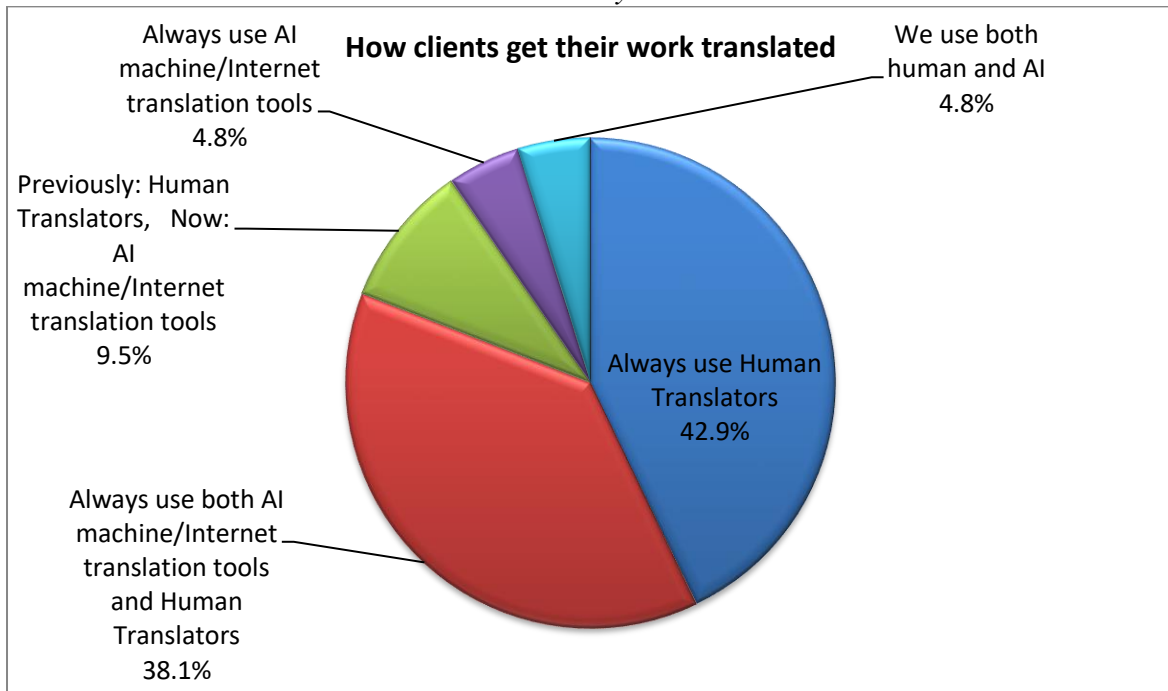 How clients get their work translated
Always use AI
machine/Internet
translation tools
4.8%
We use both
human and AI
4.8%
Previously: Human
Translators, Now:
AI
machine/Internet
translation tools
9.5%
Always use Human
Translators
42.9%
Always use both AI
machine/Internet
translation tools
and Human
Translators
38.1%